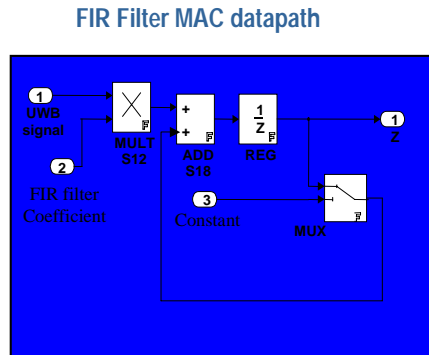 FIR Filter MAC datapath
1
UWB
signal
2
FIR filter
Coefficient
MULT
S12
+
+
ADD
S18
1
Z
REG
3
Constant
MUX
1
Z